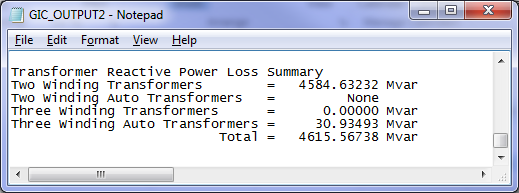 GIC_OUTPUT2 - Notepad
File Edit Format View Help
Transformer Reactive Power Loss Summary
Two Winding Transformers = 4584.63232 Mvar
Two Winding Auto Transformers = None
Three Winding Transformers = 0.00000 Mvar
Three Winding Auto Transformers = 30.93493 Mvar
Total = 4615.56738 Mvar